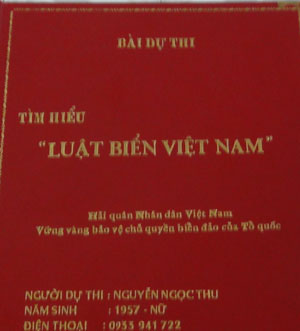 BÀI DỰ THI
TÌM HIỂU
“LUẬT BIỂN VIỆT NAM”
Hải quân Nhân dân Việt Nam
Vững vàng bảo vệ chủ quyền biển đảo của Tổ quốc
NGƯỜI DỰ THI : NGUYỄN NGỌC THU
NĂM SINH : 1957 - NỮ
ĐIỆN THOẠI : 0933 941 722